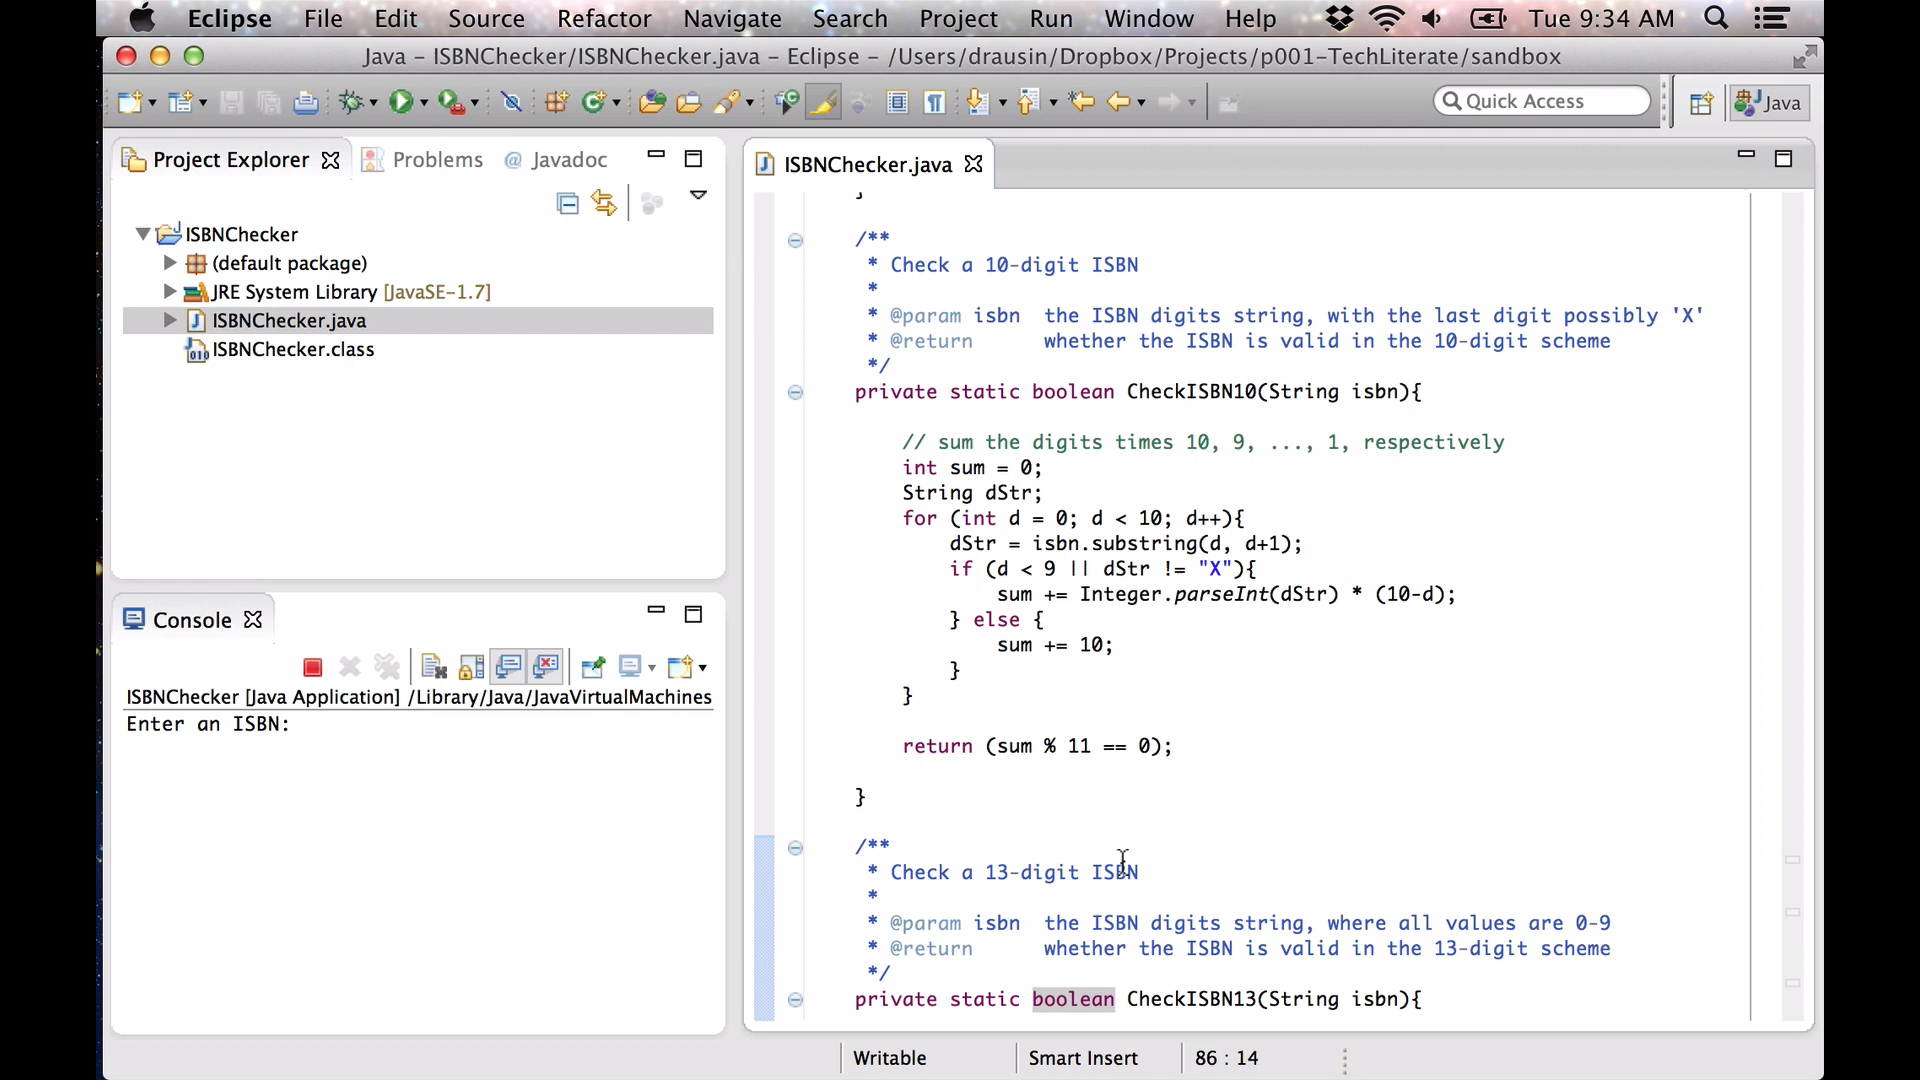 Eclipse File Edit Source Refactor Navigate Search Project Run Window Help Tue 9:34 AM
Java – ISBNChecker/ISBNChecker.java – Eclipse – /Users/drausin/Dropbox/Projects/p001-TechLiterate/sandbox
Quick Access
Java
Project Explorer Problems @ Javadoc
ISBNChecker
(default package)
JRE System Library [JavaSE-1.7]
ISBNChecker.java
ISBNChecker.class
Console
ISBNChecker [Java Application] /Library/Java/JavaVirtualMachines
Enter an ISBN:
ISBNChecker.java
}
/**
* Check a 10-digit ISBN
*
* @param isbn the ISBN digits string, with the last digit possibly 'X'
* @return whether the ISBN is valid in the 10-digit scheme
*/
private static boolean CheckISBN10(String isbn){
// sum the digits times 10, 9, ..., 1, respectively
int sum = 0;
String dStr;
for (int d = 0; d < 10; d++){
dStr = isbn.substring(d, d+1);
if (d < 9 || dStr != "X"){
sum += Integer.parseInt(dStr) * (10-d);
} else {
sum += 10;
}
}
return (sum % 11 == 0);
}
/**
* Check a 13-digit ISBN
*
* @param isbn the ISBN digits string, where all values are 0-9
* @return whether the ISBN is valid in the 13-digit scheme
*/
private static boolean CheckISBN13(String isbn){
Writable Smart Insert 86 : 14